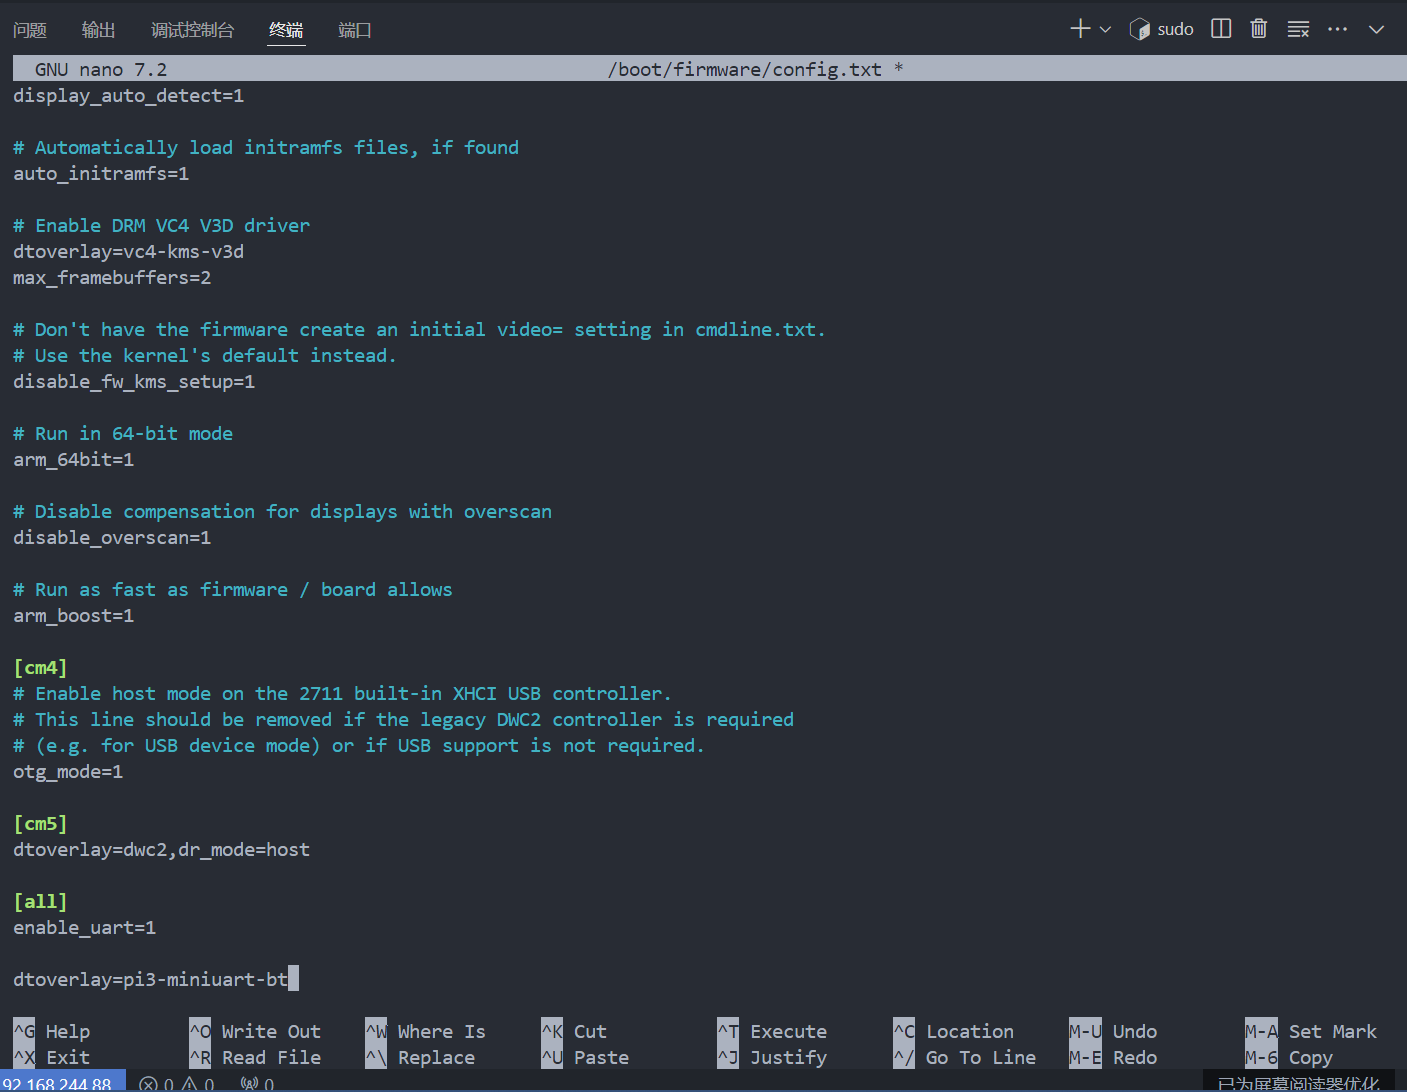 问题 输出 调试控制台 终端 端口 sudo
GNU nano 7.2 /boot/firmware/config.txt *
display_auto_detect=1
# Automatically load initramfs files, if found
auto_initramfs=1
# Enable DRM VC4 V3D driver
dtoverlay=vc4-kms-v3d
max_framebuffers=2
# Don't have the firmware create an initial video= setting in cmdline.txt.
# Use the kernel's default instead.
disable_fw_kms_setup=1
# Run in 64-bit mode
arm_64bit=1
# Disable compensation for displays with overscan
disable_overscan=1
# Run as fast as firmware / board allows
arm_boost=1
[cm4]
# Enable host mode on the 2711 built-in XHCI USB controller.
# This line should be removed if the legacy DWC2 controller is required
# (e.g. for USB device mode) or if USB support is not required.
otg_mode=1
[cm5]
dtoverlay=dwc2,dr_mode=host
[all]
enable_uart=1
dtoverlay=pi3-miniuart-bt
^G Help ^O Write Out ^W Where Is ^K Cut ^T Execute ^C Location M-U Undo M-A Set Mark
^X Exit ^R Read File ^\ Replace ^U Paste ^J Justify ^/ Go To Line M-E Redo M-6 Copy
92.168.244.88 0 0 0 已为屏幕阅读器优化